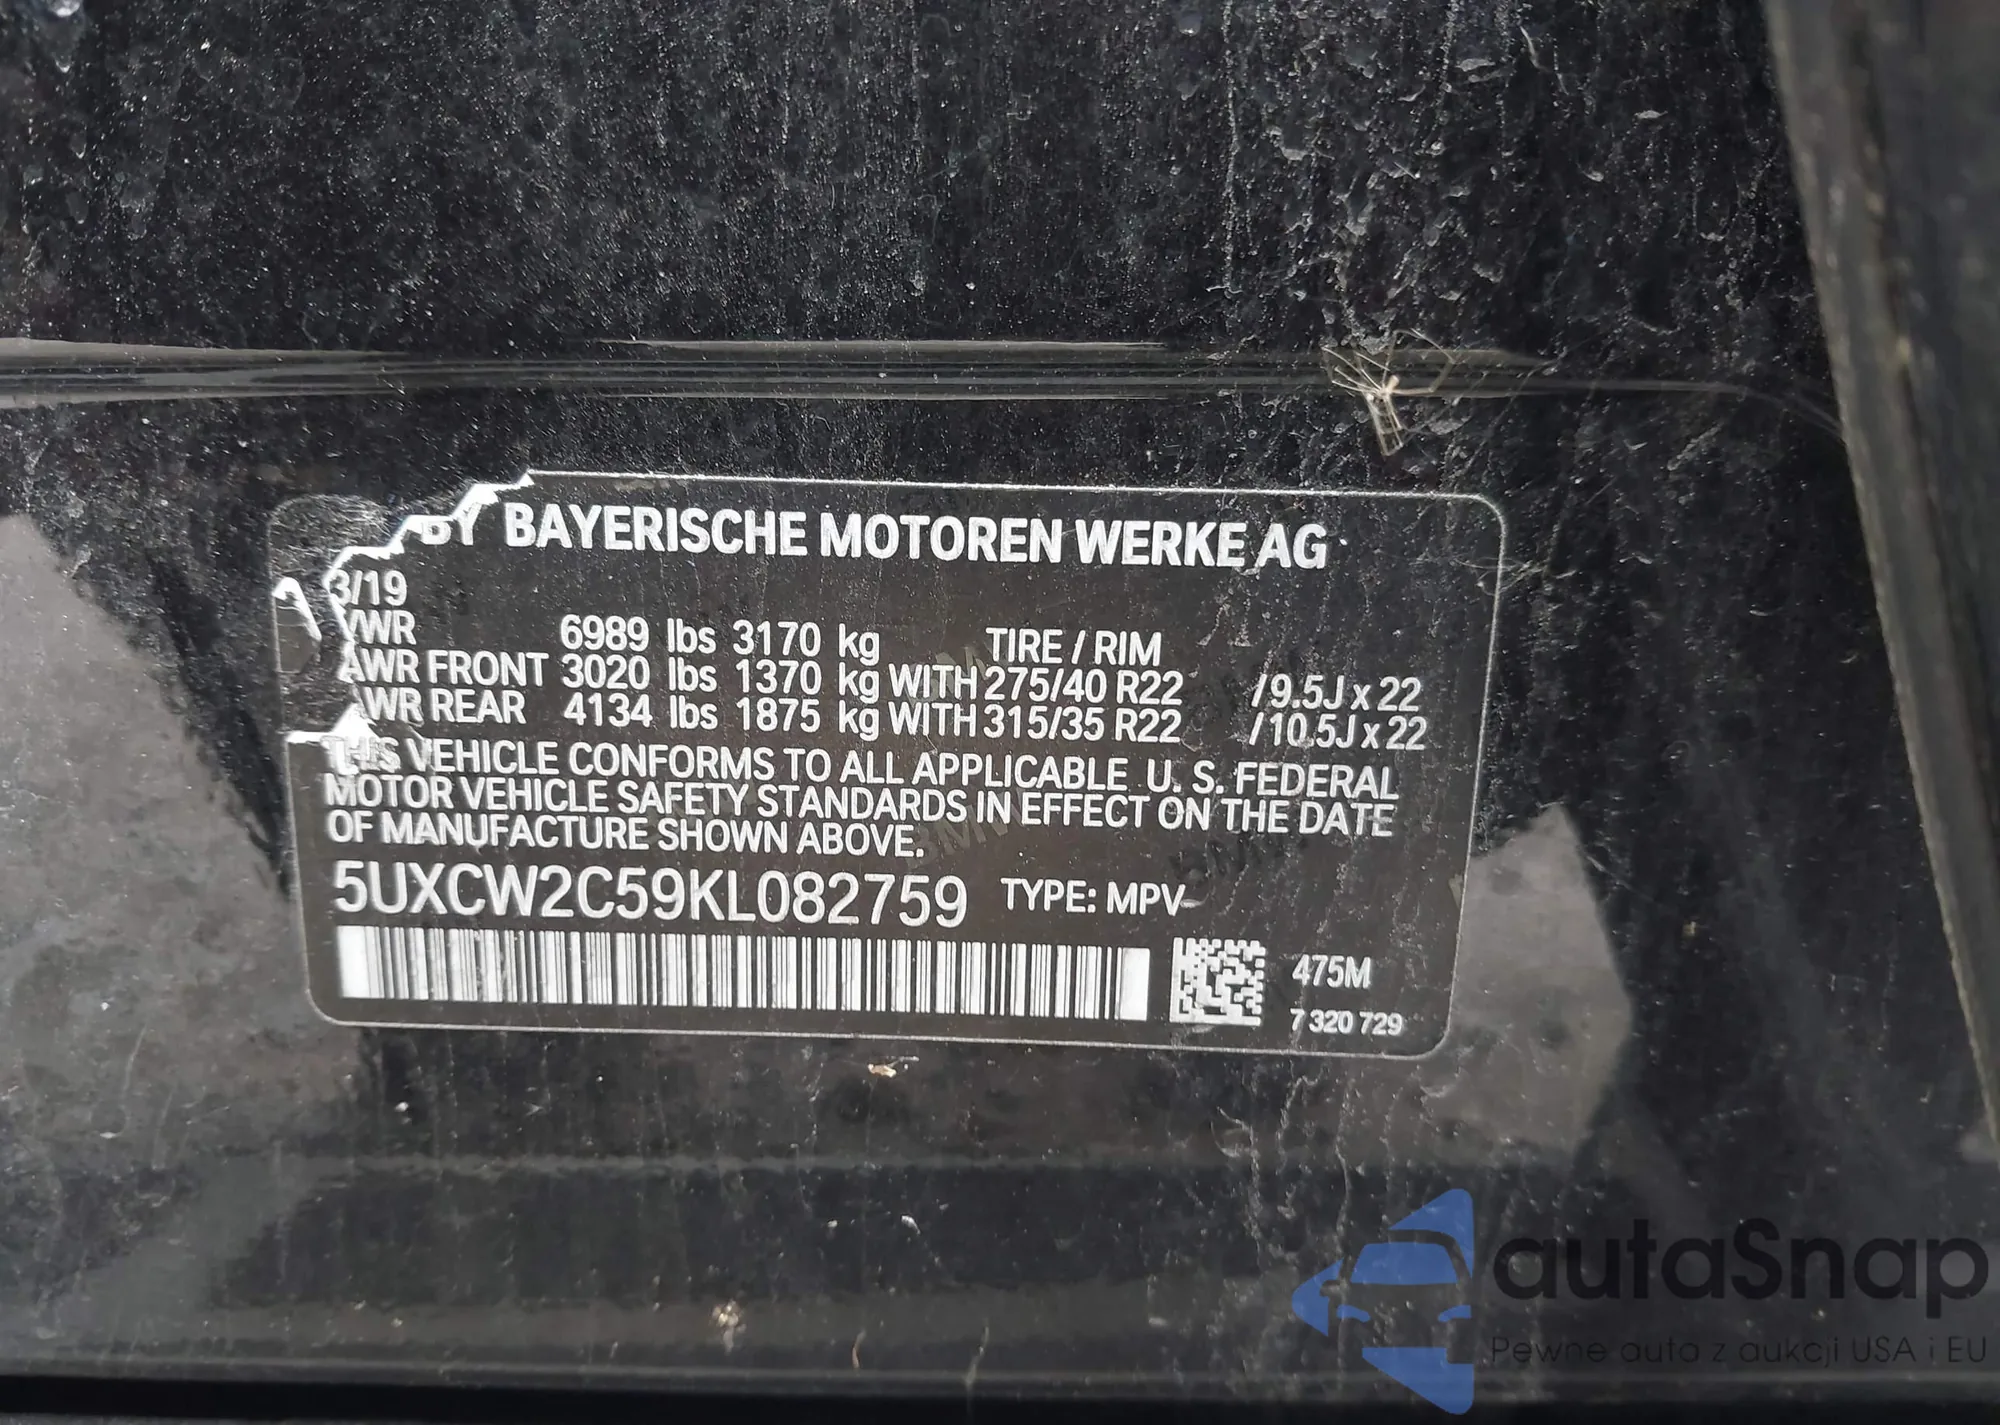 BY BAYERISCHE MOTOREN WERKE AG
3/19
VWR 6989 lbs 3170 kg TIRE / RIM
AWR FRONT 3020 lbs 1370 kg WITH 275/40 R22 /9.5J x 22
AWR REAR 4134 lbs 1875 kg WITH 315/35 R22 /10.5J x 22
THIS VEHICLE CONFORMS TO ALL APPLICABLE U. S. FEDERAL
MOTOR VEHICLE SAFETY STANDARDS IN EFFECT ON THE DATE
OF MANUFACTURE SHOWN ABOVE.
5UXCW2C59KL082759 TYPE: MPV
475M
7 320 729
autaSnap
Pewne auta z aukcji USA i EU